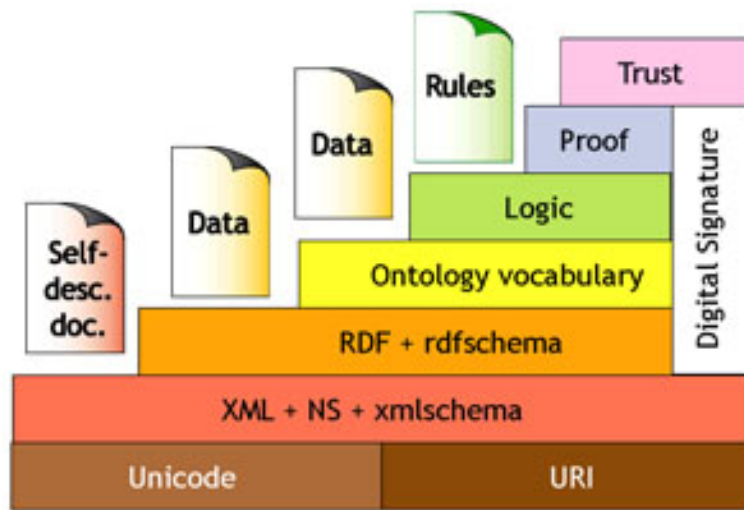 Rules
Trust
Data
Proof
Data
Logic
Digital Signature
Self-
desc.
doc.
Ontology vocabulary
RDF + rdfschema
XML + NS + xmlschema
Unicode
URI